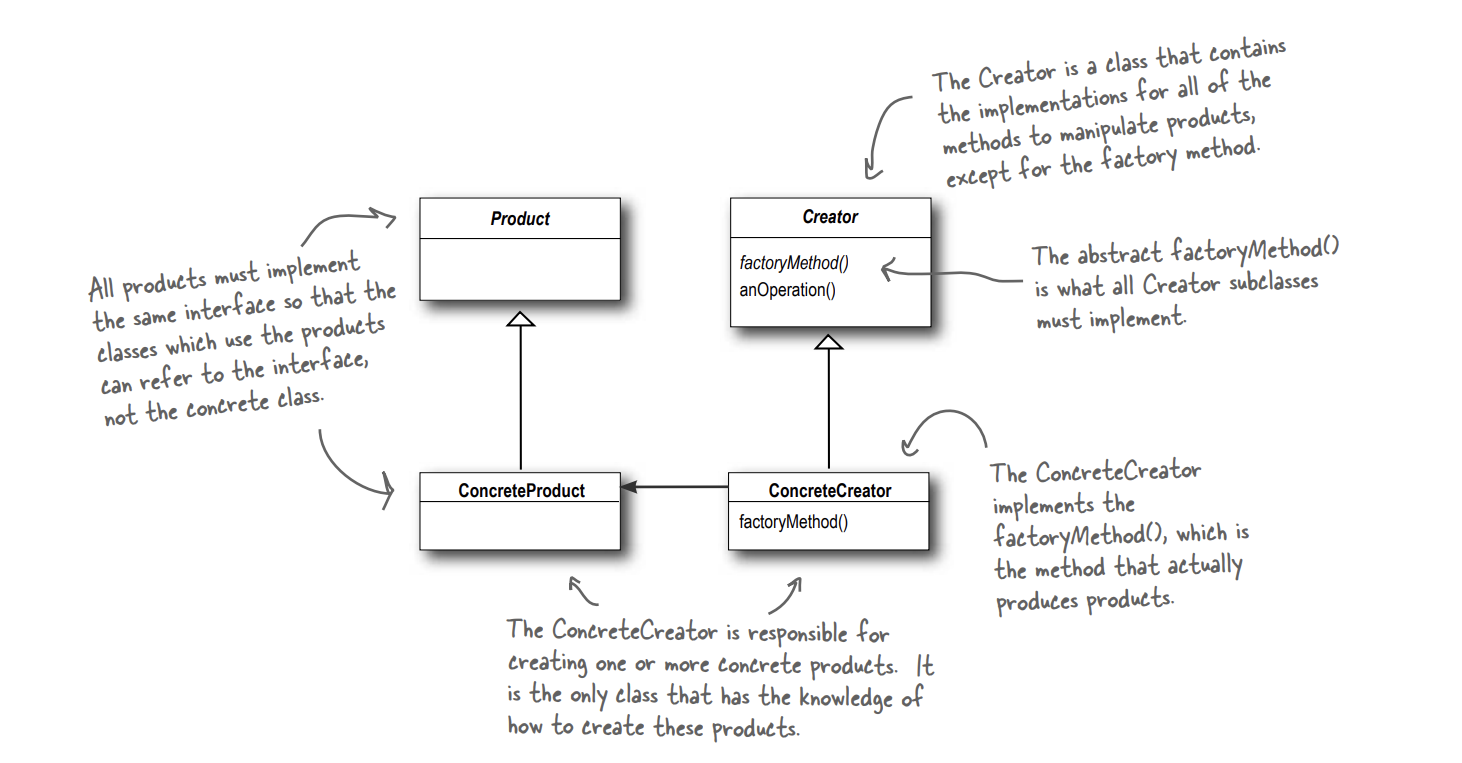 The Creator is a class that contains
the implementations for all of the
methods to manipulate products,
except for the factory method.
Product
Creator
factoryMethod()
anOperation()
The abstract factoryMethod()
is what all Creator subclasses
must implement.
All products must implement
the same interface so that the
classes which use the products
can refer to the interface,
not the concrete class.
ConcreteProduct
ConcreteCreator
factoryMethod()
The ConcreteCreator
implements the
factoryMethod(), which is
the method that actually
produces products.
The ConcreteCreator is responsible for
creating one or more concrete products. It
is the only class that has the knowledge of
how to create these products.